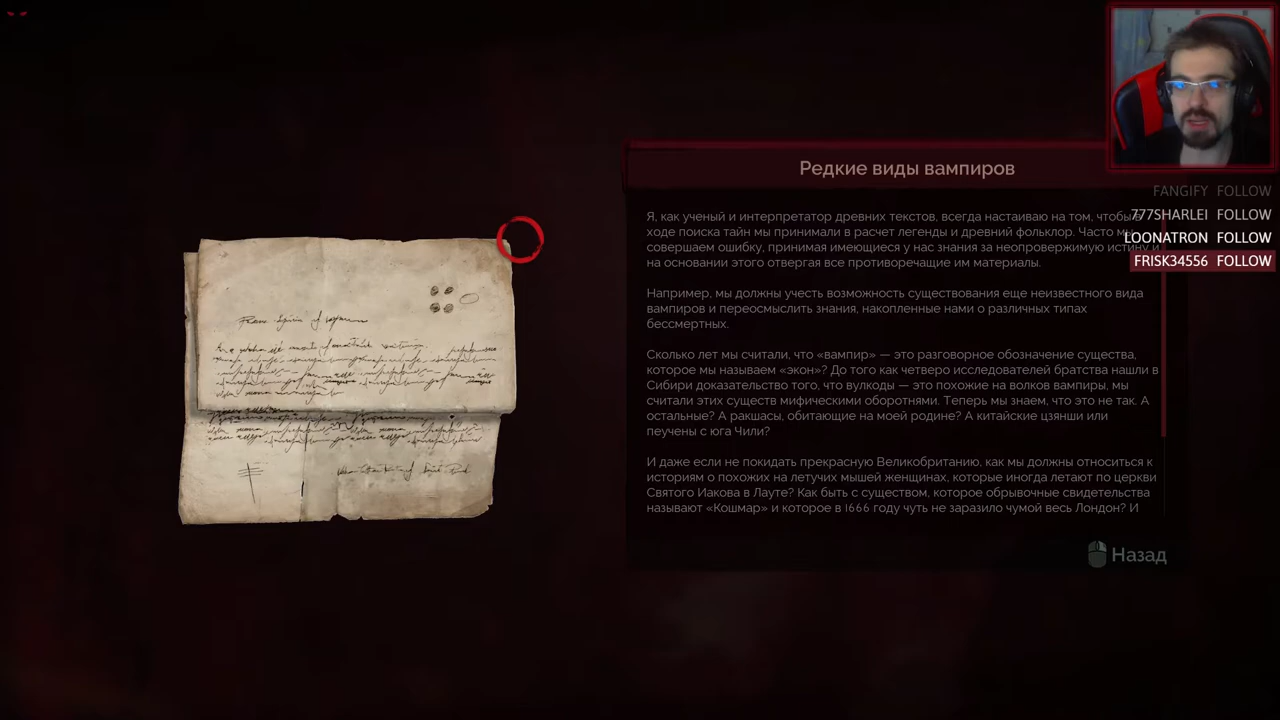 Редкие виды вампиров
FANGIFY FOLLOW
777SHARLEI FOLLOW
LOONATRON FOLLOW
FRISK34556 FOLLOW
Я, как ученый и интерпретатор древних текстов, всегда настаиваю на том, чтобы в
ходе поиска тайн мы принимали в расчет легенды и древний фольклор. Часто мы
совершаем ошибку, принимая имеющиеся у нас знания за неопровержимую истину и
на основании этого отвергая все противоречащие им материалы.
Например, мы должны учесть возможность существования еще неизвестного вида
вампиров и переосмыслить знания, накопленные нами о различных типах
бессмертных.
Сколько лет мы считали, что «вампир» — это разговорное обозначение существа,
которое мы называем «экон»? До того как четверо исследователей братства нашли в
Сибири доказательство того, что вулкоды — это похожие на волков вампиры, мы
считали этих существ мифическими оборотнями. Теперь мы знаем, что это не так. А
остальные? А ракшасы, обитающие на моей родине? А китайские цзянши или
пеучены с юга Чили?
И даже если не покидать прекрасную Великобританию, как мы должны относиться к
историям о похожих на летучих мышей женщинах, которые иногда летают по церкви
Святого Иакова в Лауте? Как быть с существом, которое обрывочные свидетельства
называют «Кошмар» и которое в 1666 году чуть не заразило чумой весь Лондон? И
Назад